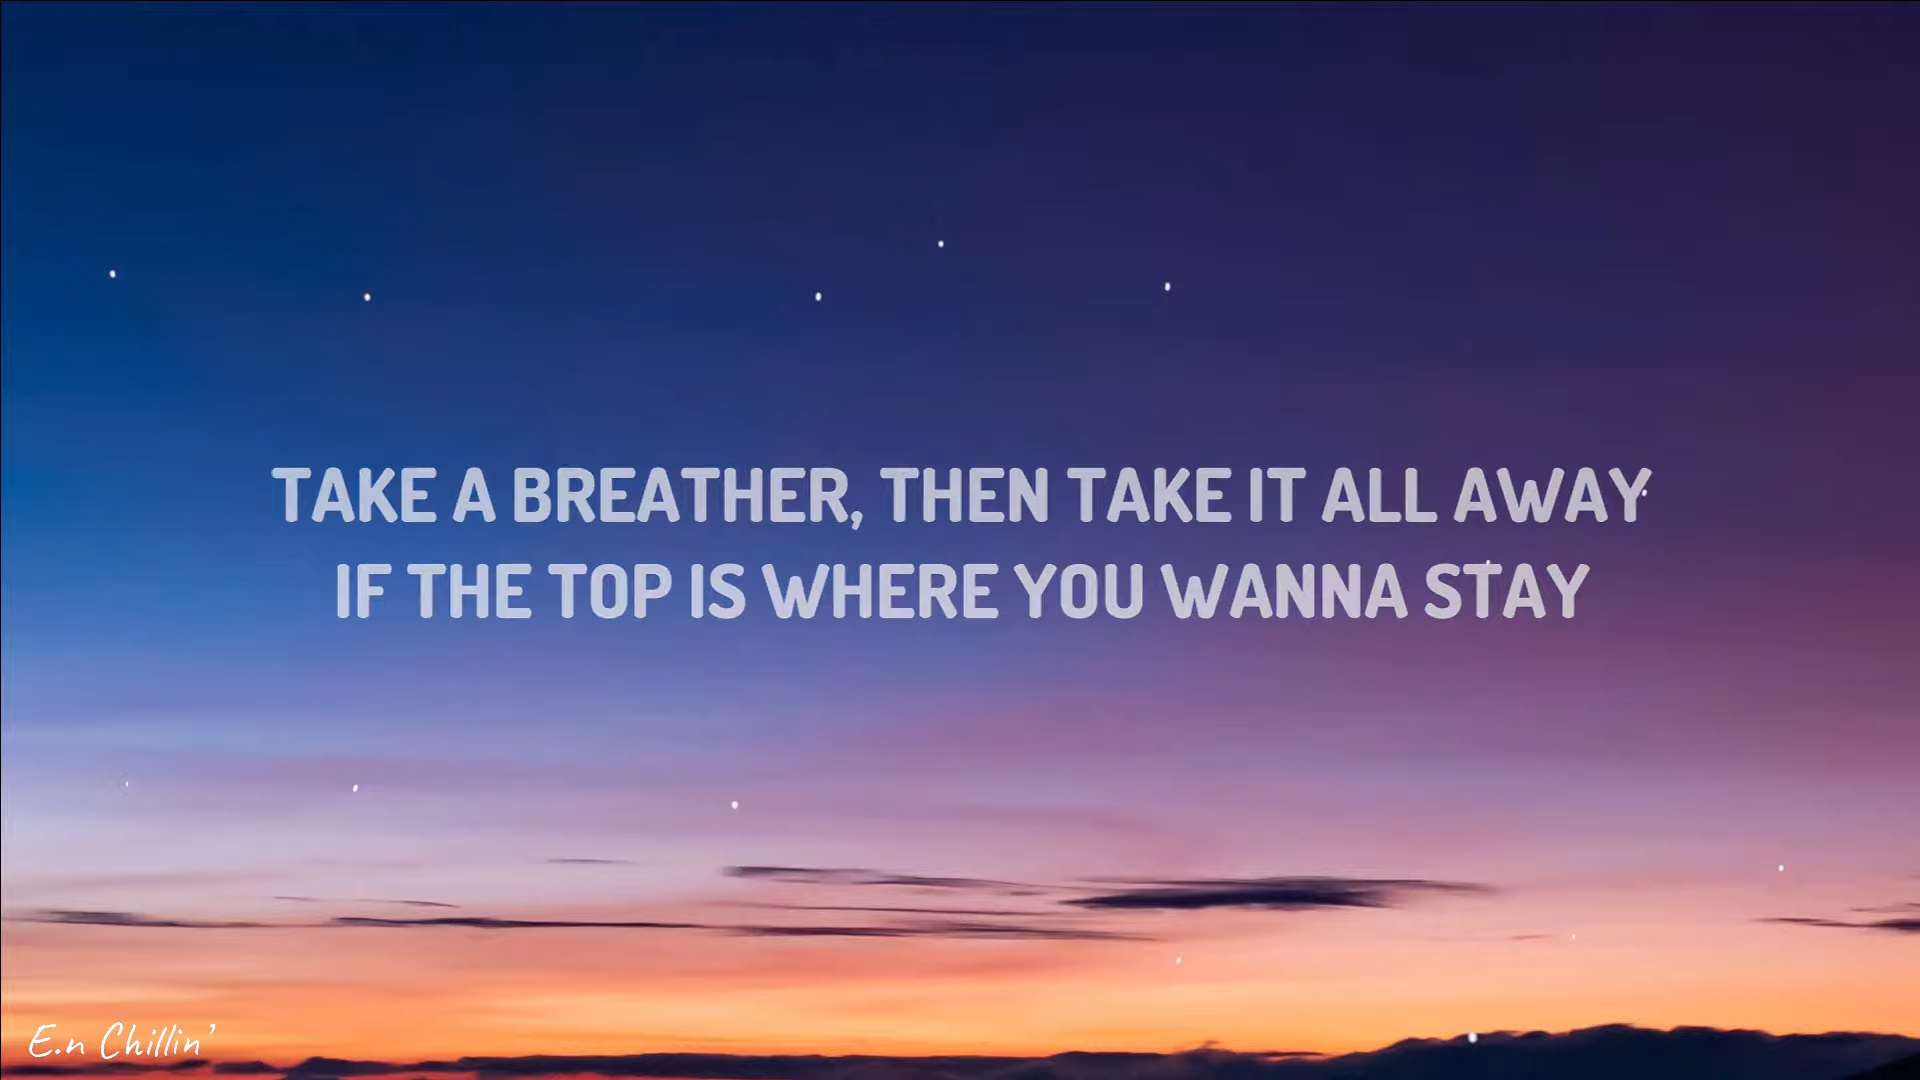 TAKE A BREATHER, THEN TAKE IT ALL AWAY
IF THE TOP IS WHERE YOU WANNA STAY
E.n Chillin'